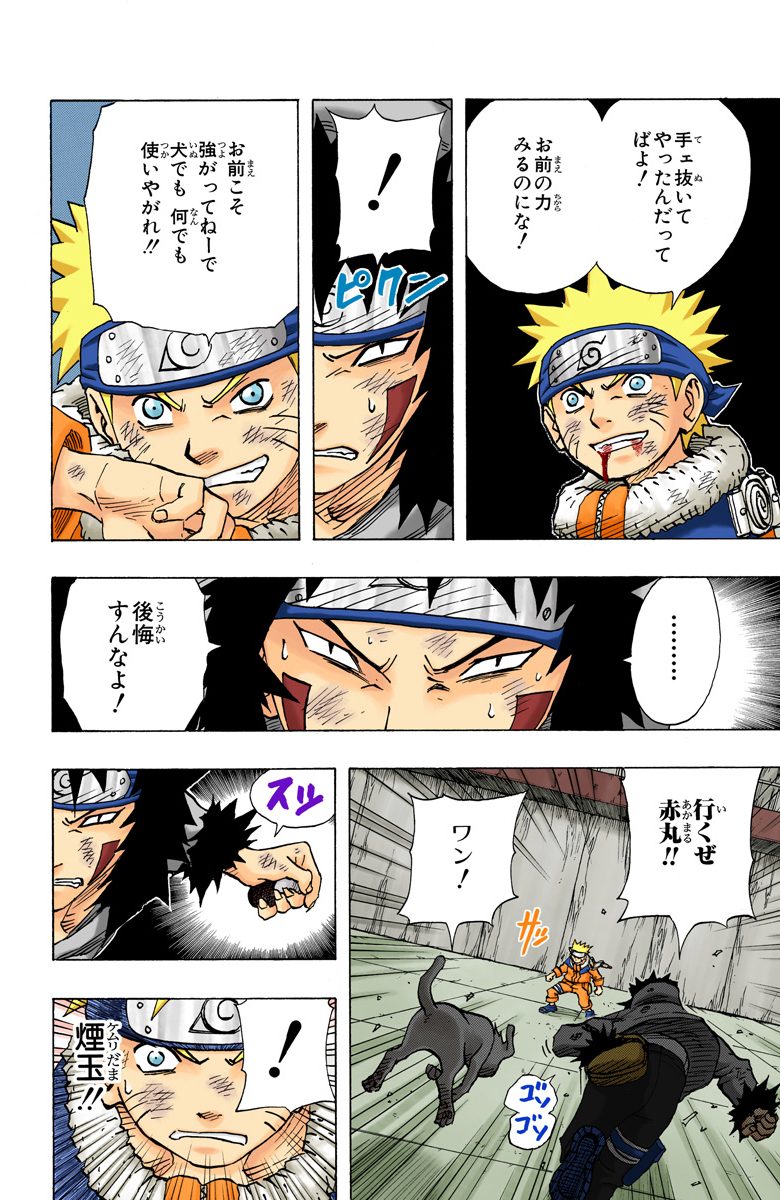 手ェ抜いて
やったんだって
ばよ!
お前の力
みるのにな!
!
ピクン
お前こそ
強がってねーで
犬でも 何でも
使いやがれ!!
………
後悔
すんなよ!
行くぜ
赤丸!!
ワン!
ザッ
ゴソ
ゴソ
スッ
!
煙玉!!